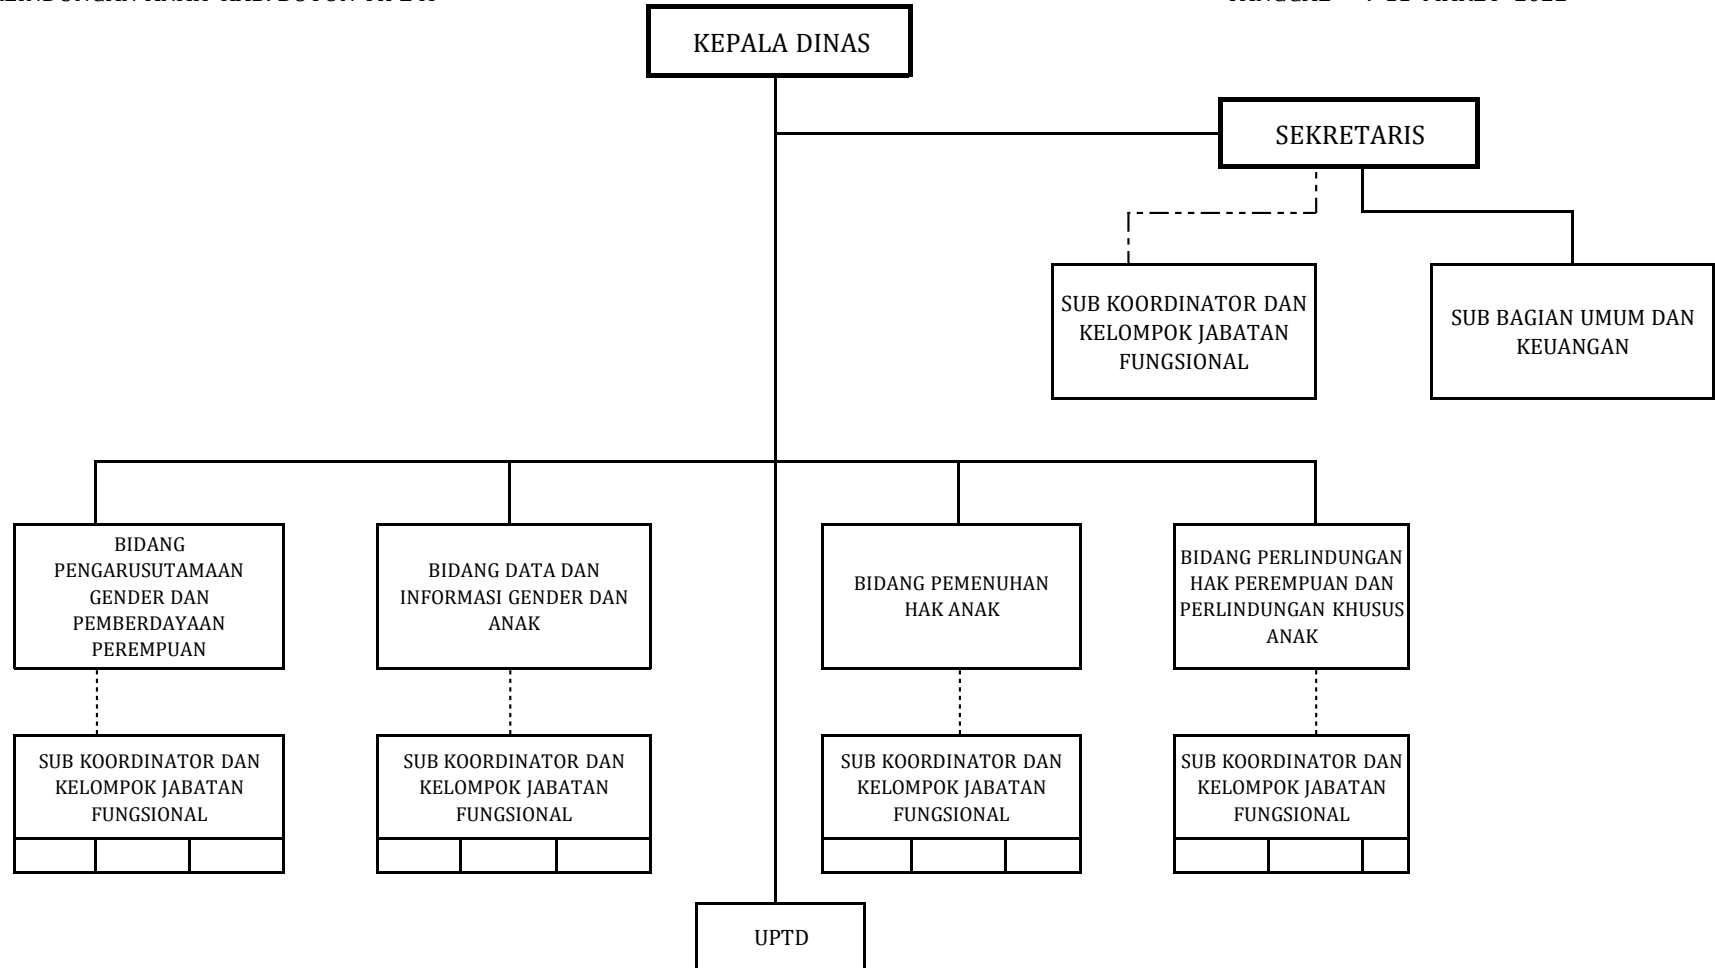 KEPALA DINAS
SEKRETARIS
SUB KOORDINATOR DAN
KELOMPOK JABATAN
FUNGSIONAL
SUB BAGIAN UMUM DAN
KEUANGAN
BIDANG
PENGARUSUTAMAAN
GENDER DAN
PEMBERDAYAAN
PEREMPUAN
BIDANG DATA DAN
INFORMASI GENDER DAN
ANAK
BIDANG PEMENUHAN
HAK ANAK
BIDANG PERLINDUNGAN
HAK PEREMPUAN DAN
PERLINDUNGAN KHUSUS
ANAK
SUB KOORDINATOR DAN
KELOMPOK JABATAN
FUNGSIONAL
SUB KOORDINATOR DAN
KELOMPOK JABATAN
FUNGSIONAL
SUB KOORDINATOR DAN
KELOMPOK JABATAN
FUNGSIONAL
SUB KOORDINATOR DAN
KELOMPOK JABATAN
FUNGSIONAL
UPTD